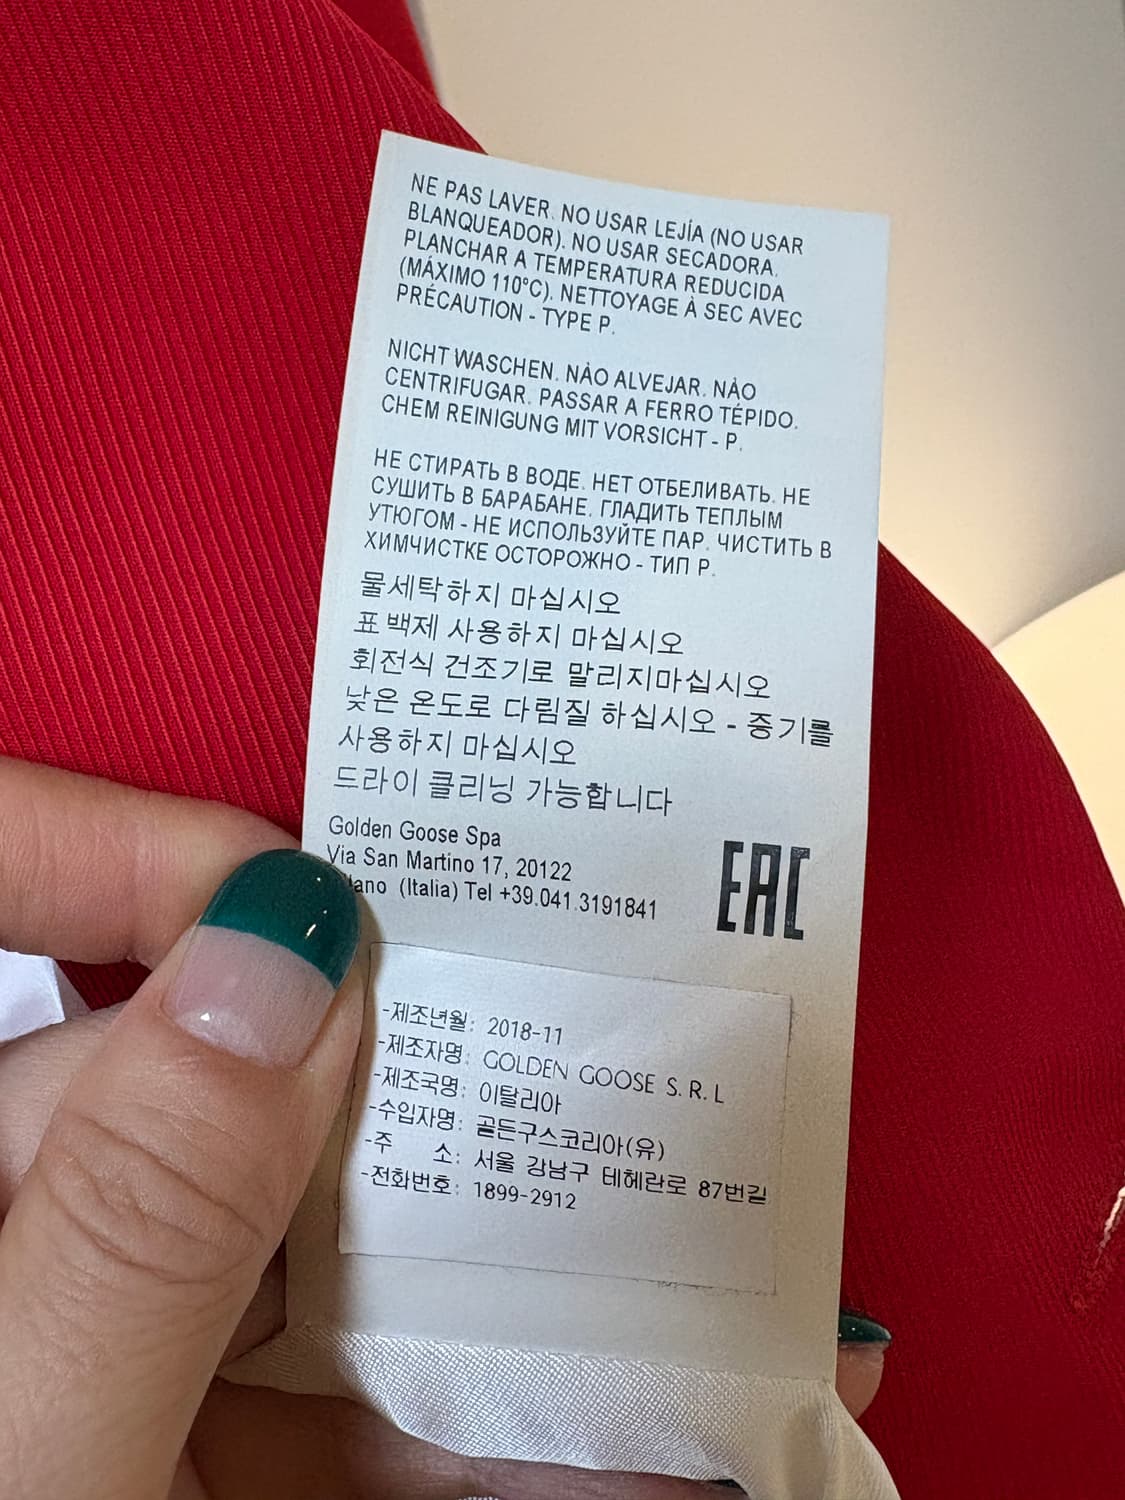 NE PAS LAVER. NO USAR LEJÍA (NO USAR
BLANQUEADOR). NO USAR SECADORA.
PLANCHAR A TEMPERATURA REDUCIDA
(MÁXIMO 110°C). NETTOYAGE À SEC AVEC
PRÉCAUTION - TYPE P.
NICHT WASCHEN. NÀO ALVEJAR. NÀO
CENTRIFUGAR. PASSAR A FERRO TÉPIDO.
CHEM REINIGUNG MIT VORSICHT - P.
НЕ СТИРАТЬ В ВОДЕ. НЕТ ОТБЕЛИВАТЬ. НЕ
СУШИТЬ В БАРАБАНЕ. ГЛАДИТЬ ТЕПЛЫМ
УТЮГОМ - НЕ ИСПОЛЬЗУЙТЕ ПАР. ЧИСТИТЬ В
ХИМЧИСТКЕ ОСТОРОЖНО - ТИП P.
물세탁하지 마십시오
표백제 사용하지 마십시오
회전식 건조기로 말리지마십시오
낮은 온도로 다림질 하십시오 - 증기를
사용하지 마십시오
드라이 클리닝 가능합니다
Golden Goose Spa
Via San Martino 17, 20122
(Italia) Tel +39.041.3191841
EAC
-제조년월: 2018-11
-제조자명: GOLDEN GOOSE S.R.L
-제조국명: 이탈리아
-수입자명: 골든구스코리아(유)
-주 소: 서울 강남구 테헤란로 87번길
-전화번호: 1899-2912